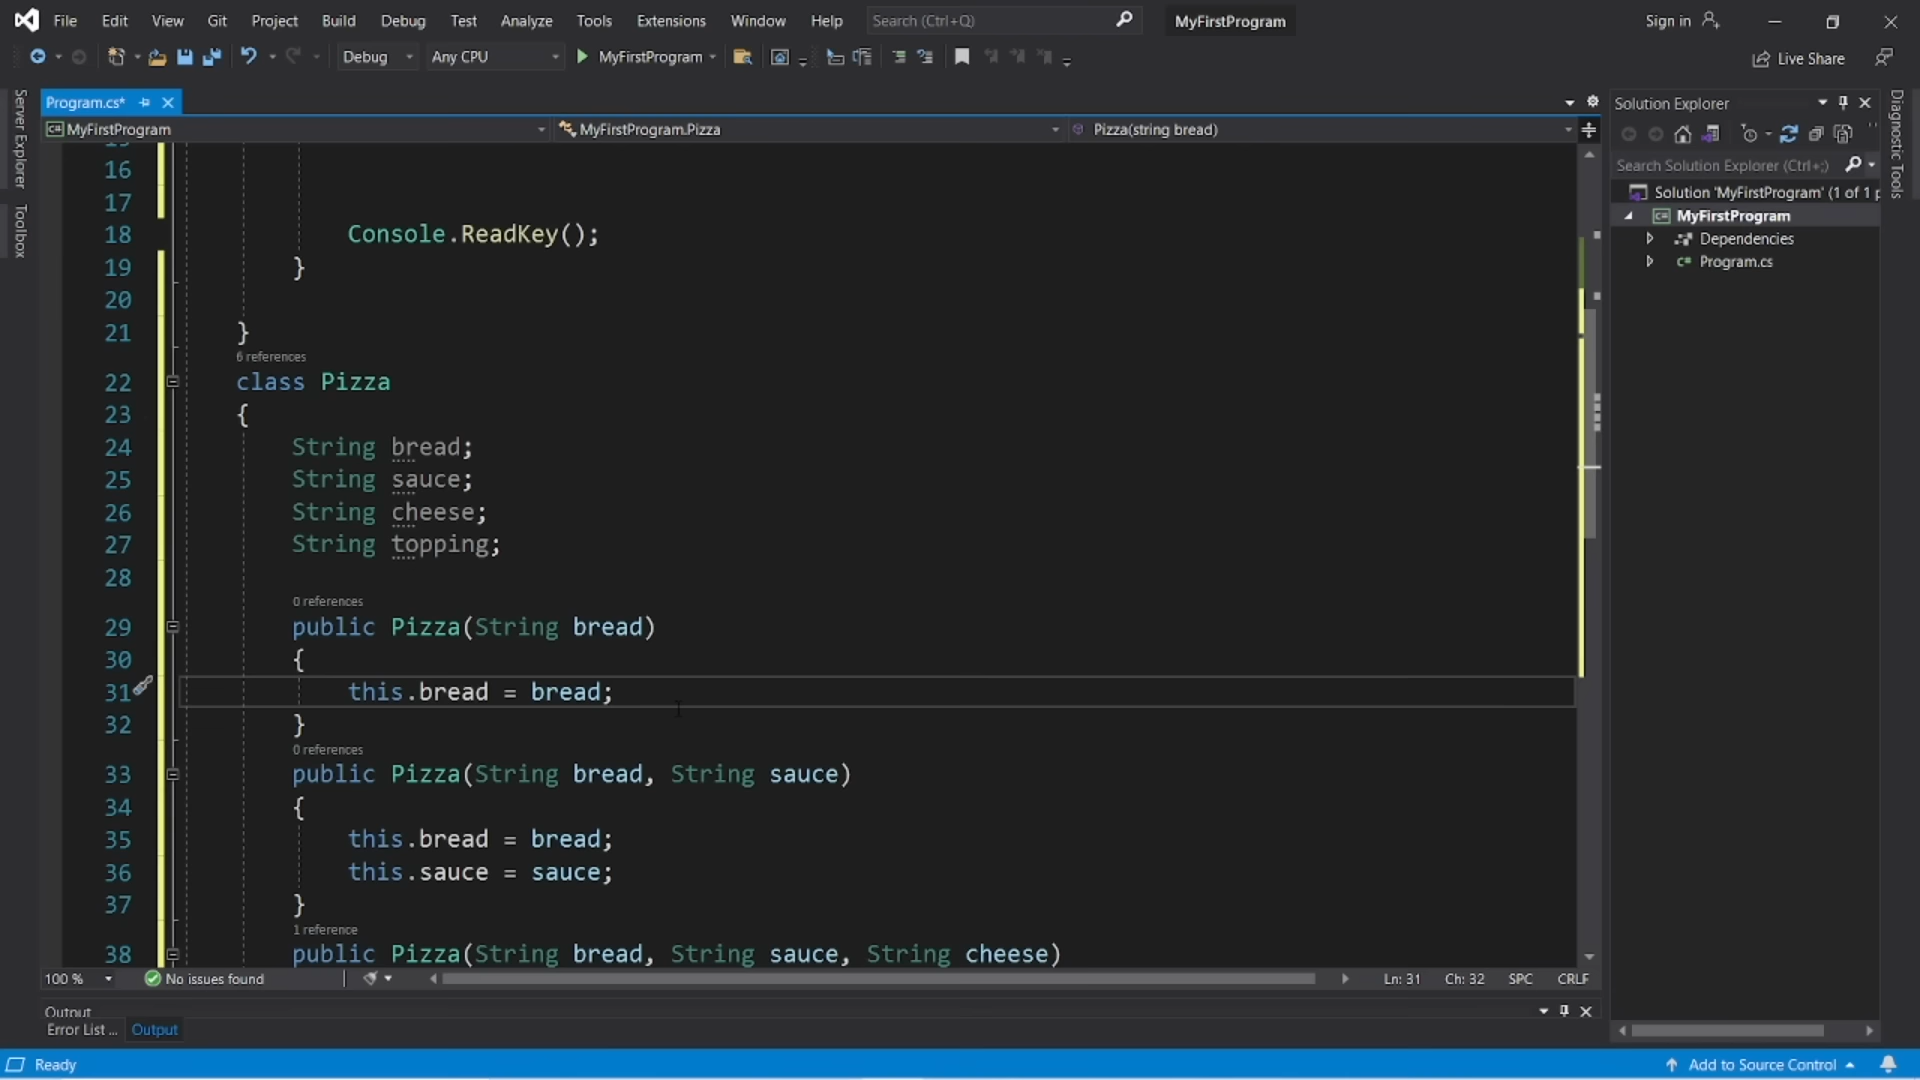 File Edit View Git Project Build Debug Test Analyze Tools Extensions Window Help Search (Ctrl+Q) MyFirstProgram Sign in
Debug Any CPU MyFirstProgram Live Share
Server Explorer
Toolbox
Program.cs*
MyFirstProgram MyFirstProgram.Pizza Pizza(string bread)
16
17
18 Console.ReadKey();
19 }
20
21 }
6 references
22 class Pizza
23 {
24 String bread;
25 String sauce;
26 String cheese;
27 String topping;
28
0 references
29 public Pizza(String bread)
30 {
31 this.bread = bread;
32 }
0 references
33 public Pizza(String bread, String sauce)
34 {
35 this.bread = bread;
36 this.sauce = sauce;
37 }
1 reference
38 public Pizza(String bread, String sauce, String cheese)
100 % No issues found Ln: 31 Ch: 32 SPC CRLF
Output
Error List ... Output
Solution Explorer
Search Solution Explorer (Ctrl+;)
Solution 'MyFirstProgram' (1 of 1 p
MyFirstProgram
Dependencies
C# Program.cs
Diagnostic Tools
Ready Add to Source Control